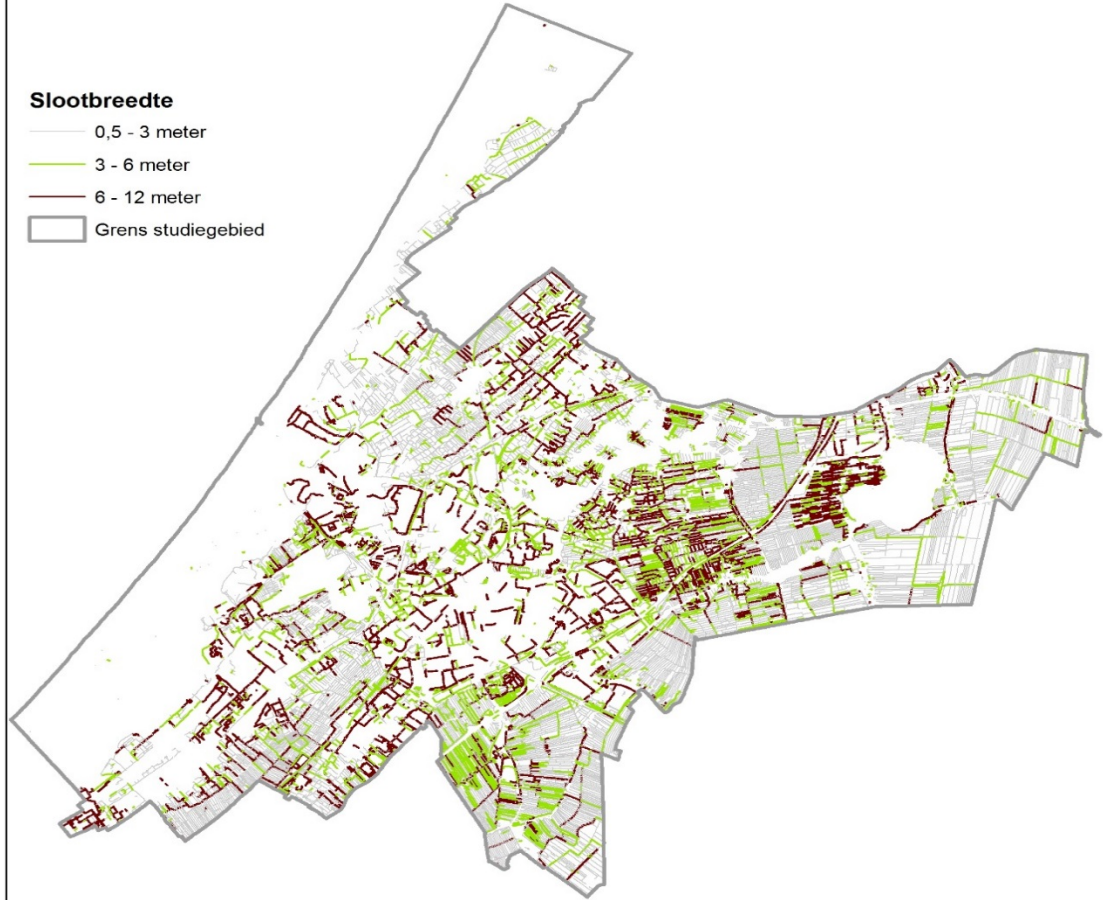 Slootbreedte
0,5 - 3 meter
3 - 6 meter
6 - 12 meter
Grens studiegebied